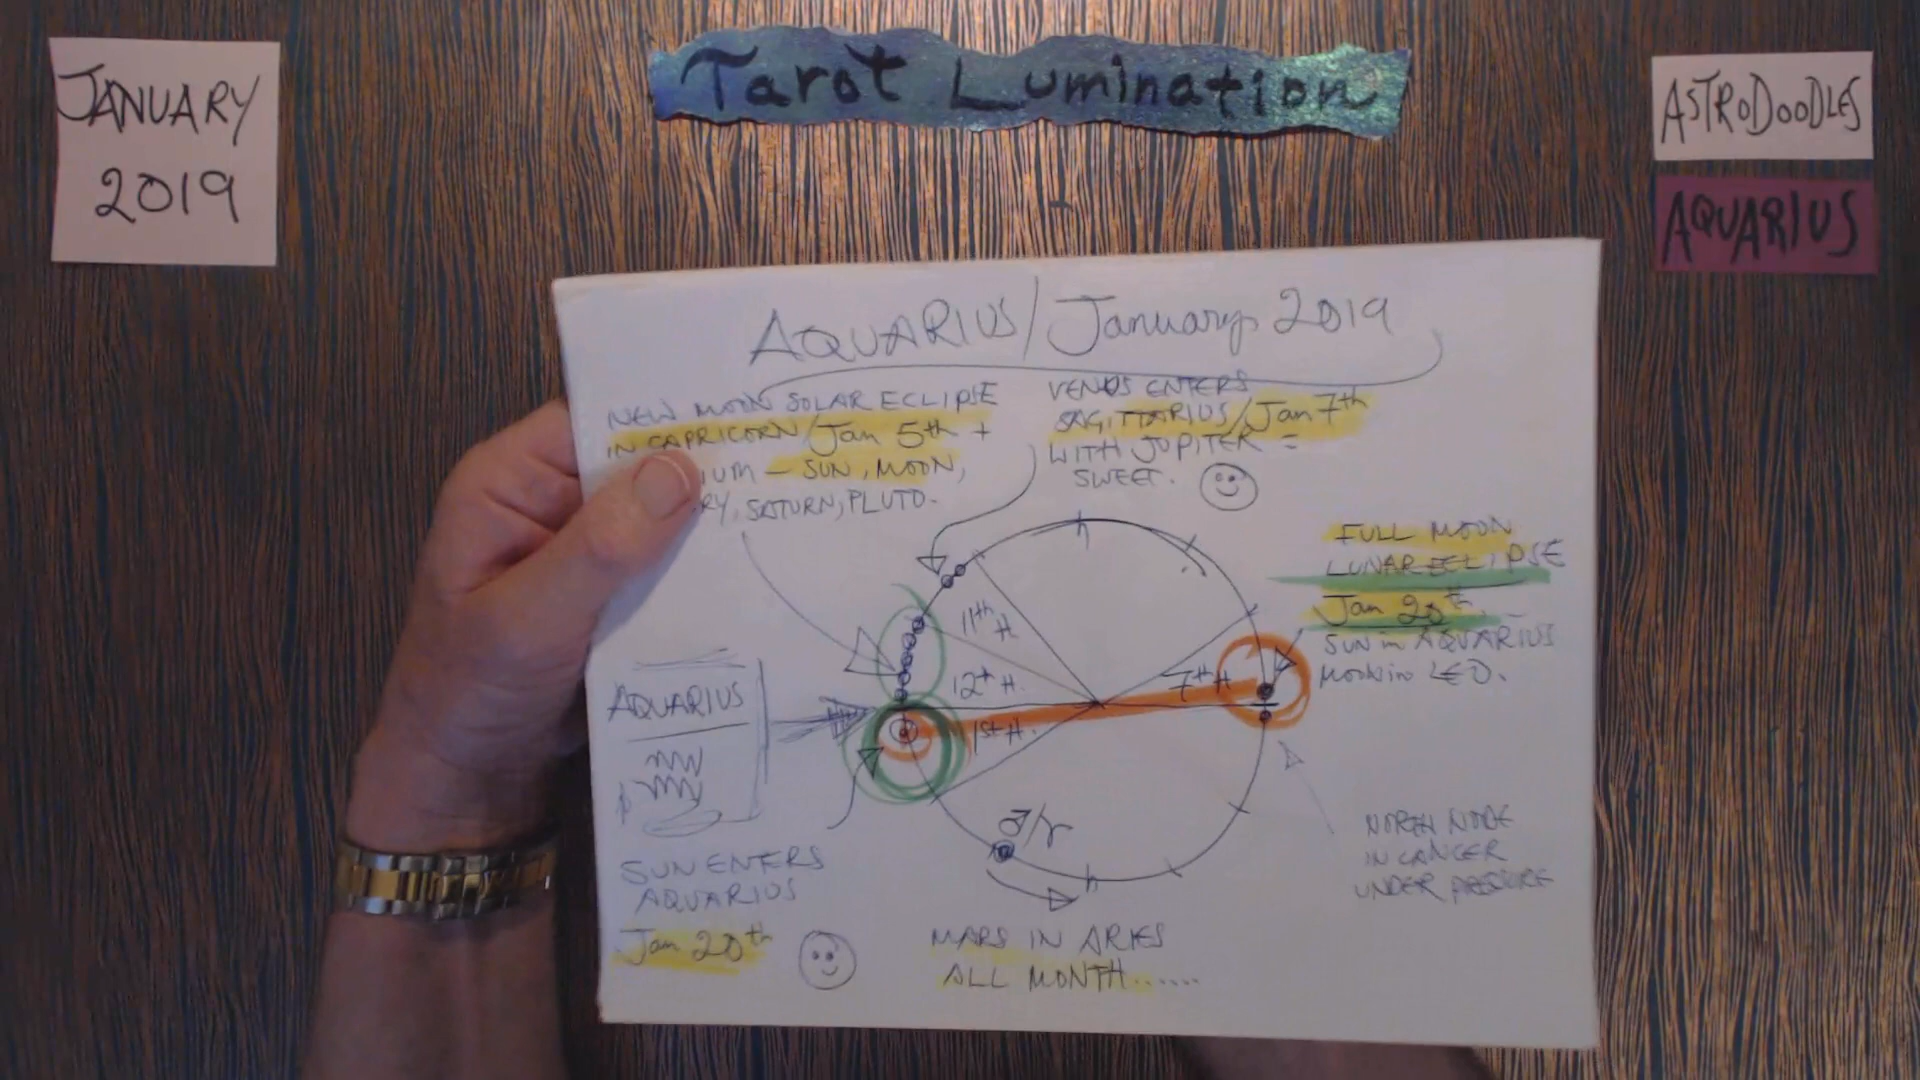 JANUARY
2019
Tarot Lumination
ASTRODOODLES
AQUARIUS
AQUARIUS/January 2019
NEW MOON SOLAR ECLIPSE
IN CAPRICORN/Jan 5th +
IUM - SUN, MOON,
RY, SATURN, PLUTO.
VENUS ENTERS
SAGITTARIUS/Jan 7th
WITH JUPITER =
SWEET.
FULL MOON
LUNAR ECLIPSE
Jan 20th.
SUN in AQUARIUS
MOON in LEO.
11th H
12th H.
7th H
1st H.
AQUARIUS
♂/♈
SUN ENTERS
AQUARIUS
Jan 20th
MARS IN ARIES
ALL MONTH......
NORTH NODE
IN CANCER
UNDER PRESSURE